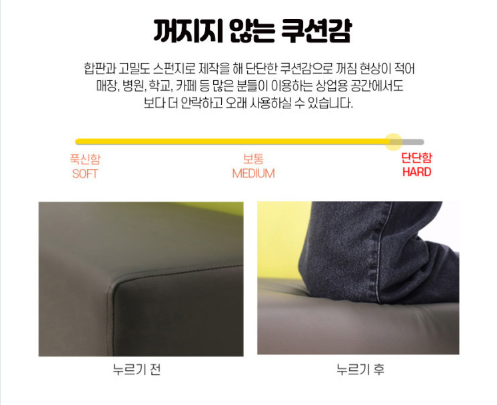 꺼지지 않는 쿠션감
합판과 고밀도 스펀지로 제작을 해 단단한 쿠션감으로 꺼짐 현상이 적어
매장, 병원, 학교, 카페 등 많은 분들이 이용하는 상업용 공간에서도
보다 더 안락하고 오래 사용하실 수 있습니다.
푹신함 보통 단단함
SOFT MEDIUM HARD
누르기 전 누르기 후